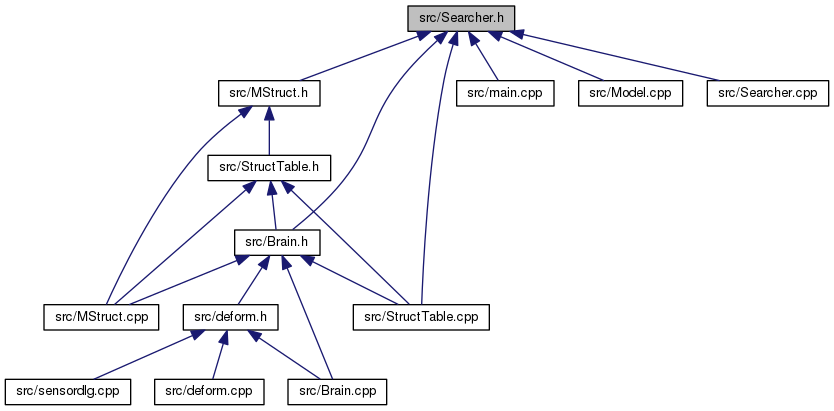 src/Searcher.h
src/MStruct.h
src/main.cpp
src/Model.cpp
src/Searcher.cpp
src/StructTable.h
src/Brain.h
src/MStruct.cpp
src/deform.h
src/StructTable.cpp
src/sensordlg.cpp
src/deform.cpp
src/Brain.cpp